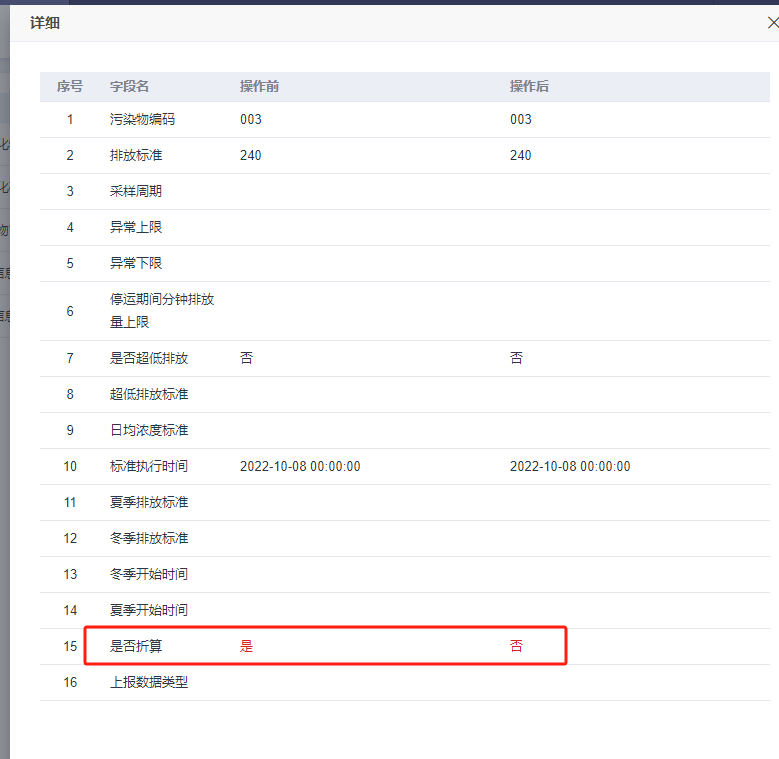 详细
序号 字段名 操作前 操作后
1 污染物编码 003 003
2 排放标准 240 240
3 采样周期
4 异常上限
5 异常下限
6 停运期间分钟排放
量上限
7 是否超低排放 否 否
8 超低排放标准
9 日均浓度标准
10 标准执行时间 2022-10-08 00:00:00 2022-10-08 00:00:00
11 夏季排放标准
12 冬季排放标准
13 冬季开始时间
14 夏季开始时间
15 是否折算 是 否
16 上报数据类型